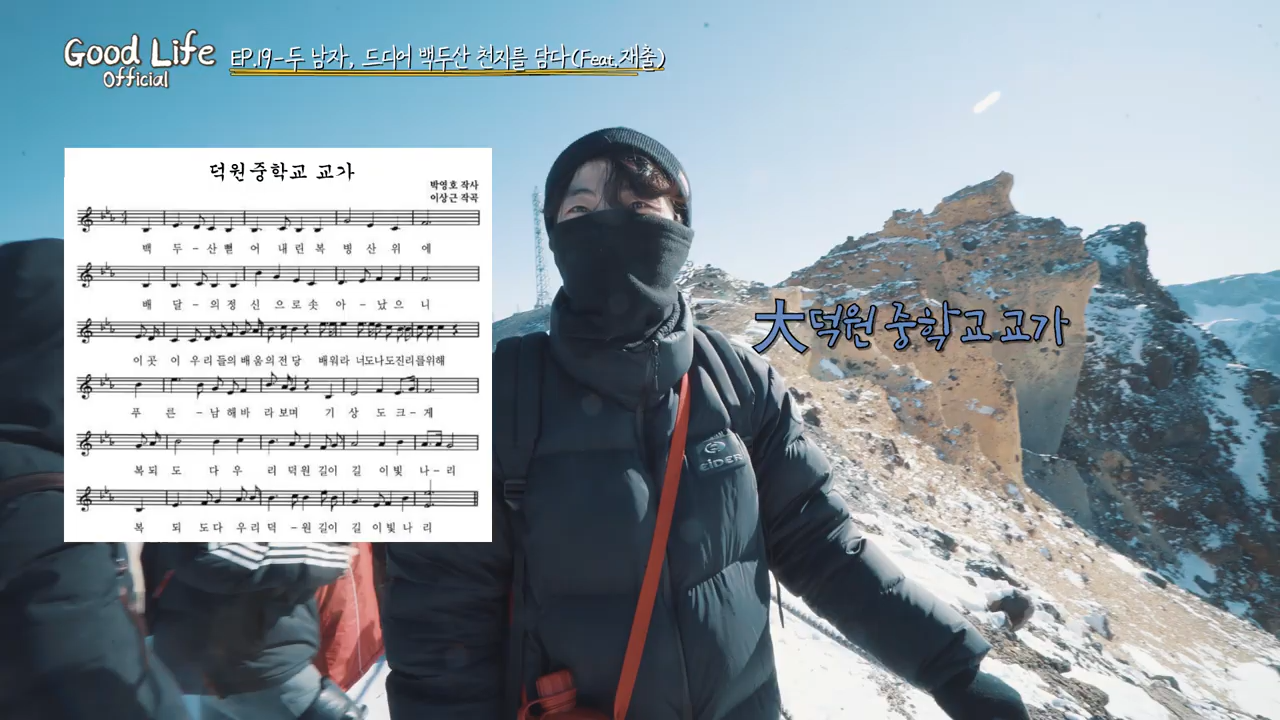 Good Life
Official
EP.19-두 남자, 드디어 백두산 천지를 담다(Feat.재출)
덕원중학교 교가
박영호 작사
이상근 작곡
백 두-산뻗 어 내린복 병산위 에
배 달-의정 신 으로솟 아-났으 니
이곳 이 우리들의 배움의전당 배워라 너도나도진리를위해
푸 른-남해바 라보며 기 상 도 크-게
복되 도 다 우 리 덕원 길이 길 이 빛 나-리
복 되 도다 우리덕-원길이 길 이빛나 리
大덕원중학교교가
EIDER